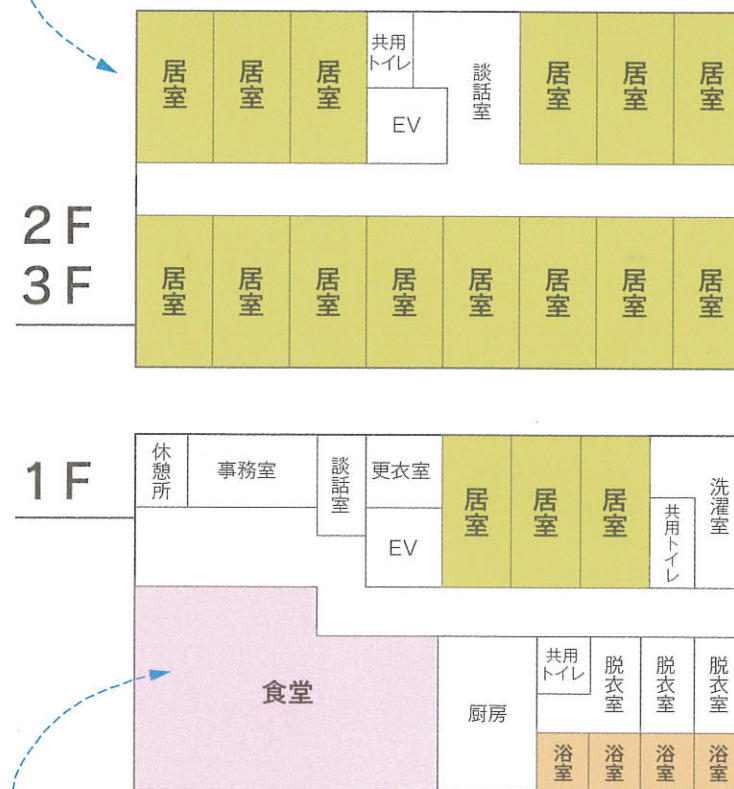 居室
居室
居室
共用
トイレ
EV
談話室
居室
居室
居室
2F
3F
居室
居室
居室
居室
居室
居室
居室
居室
1F
休憩所
事務室
談話室
更衣室
EV
居室
居室
居室
共用トイレ
洗濯室
食堂
厨房
共用
トイレ
脱衣室
脱衣室
脱衣室
浴室
浴室
浴室
浴室